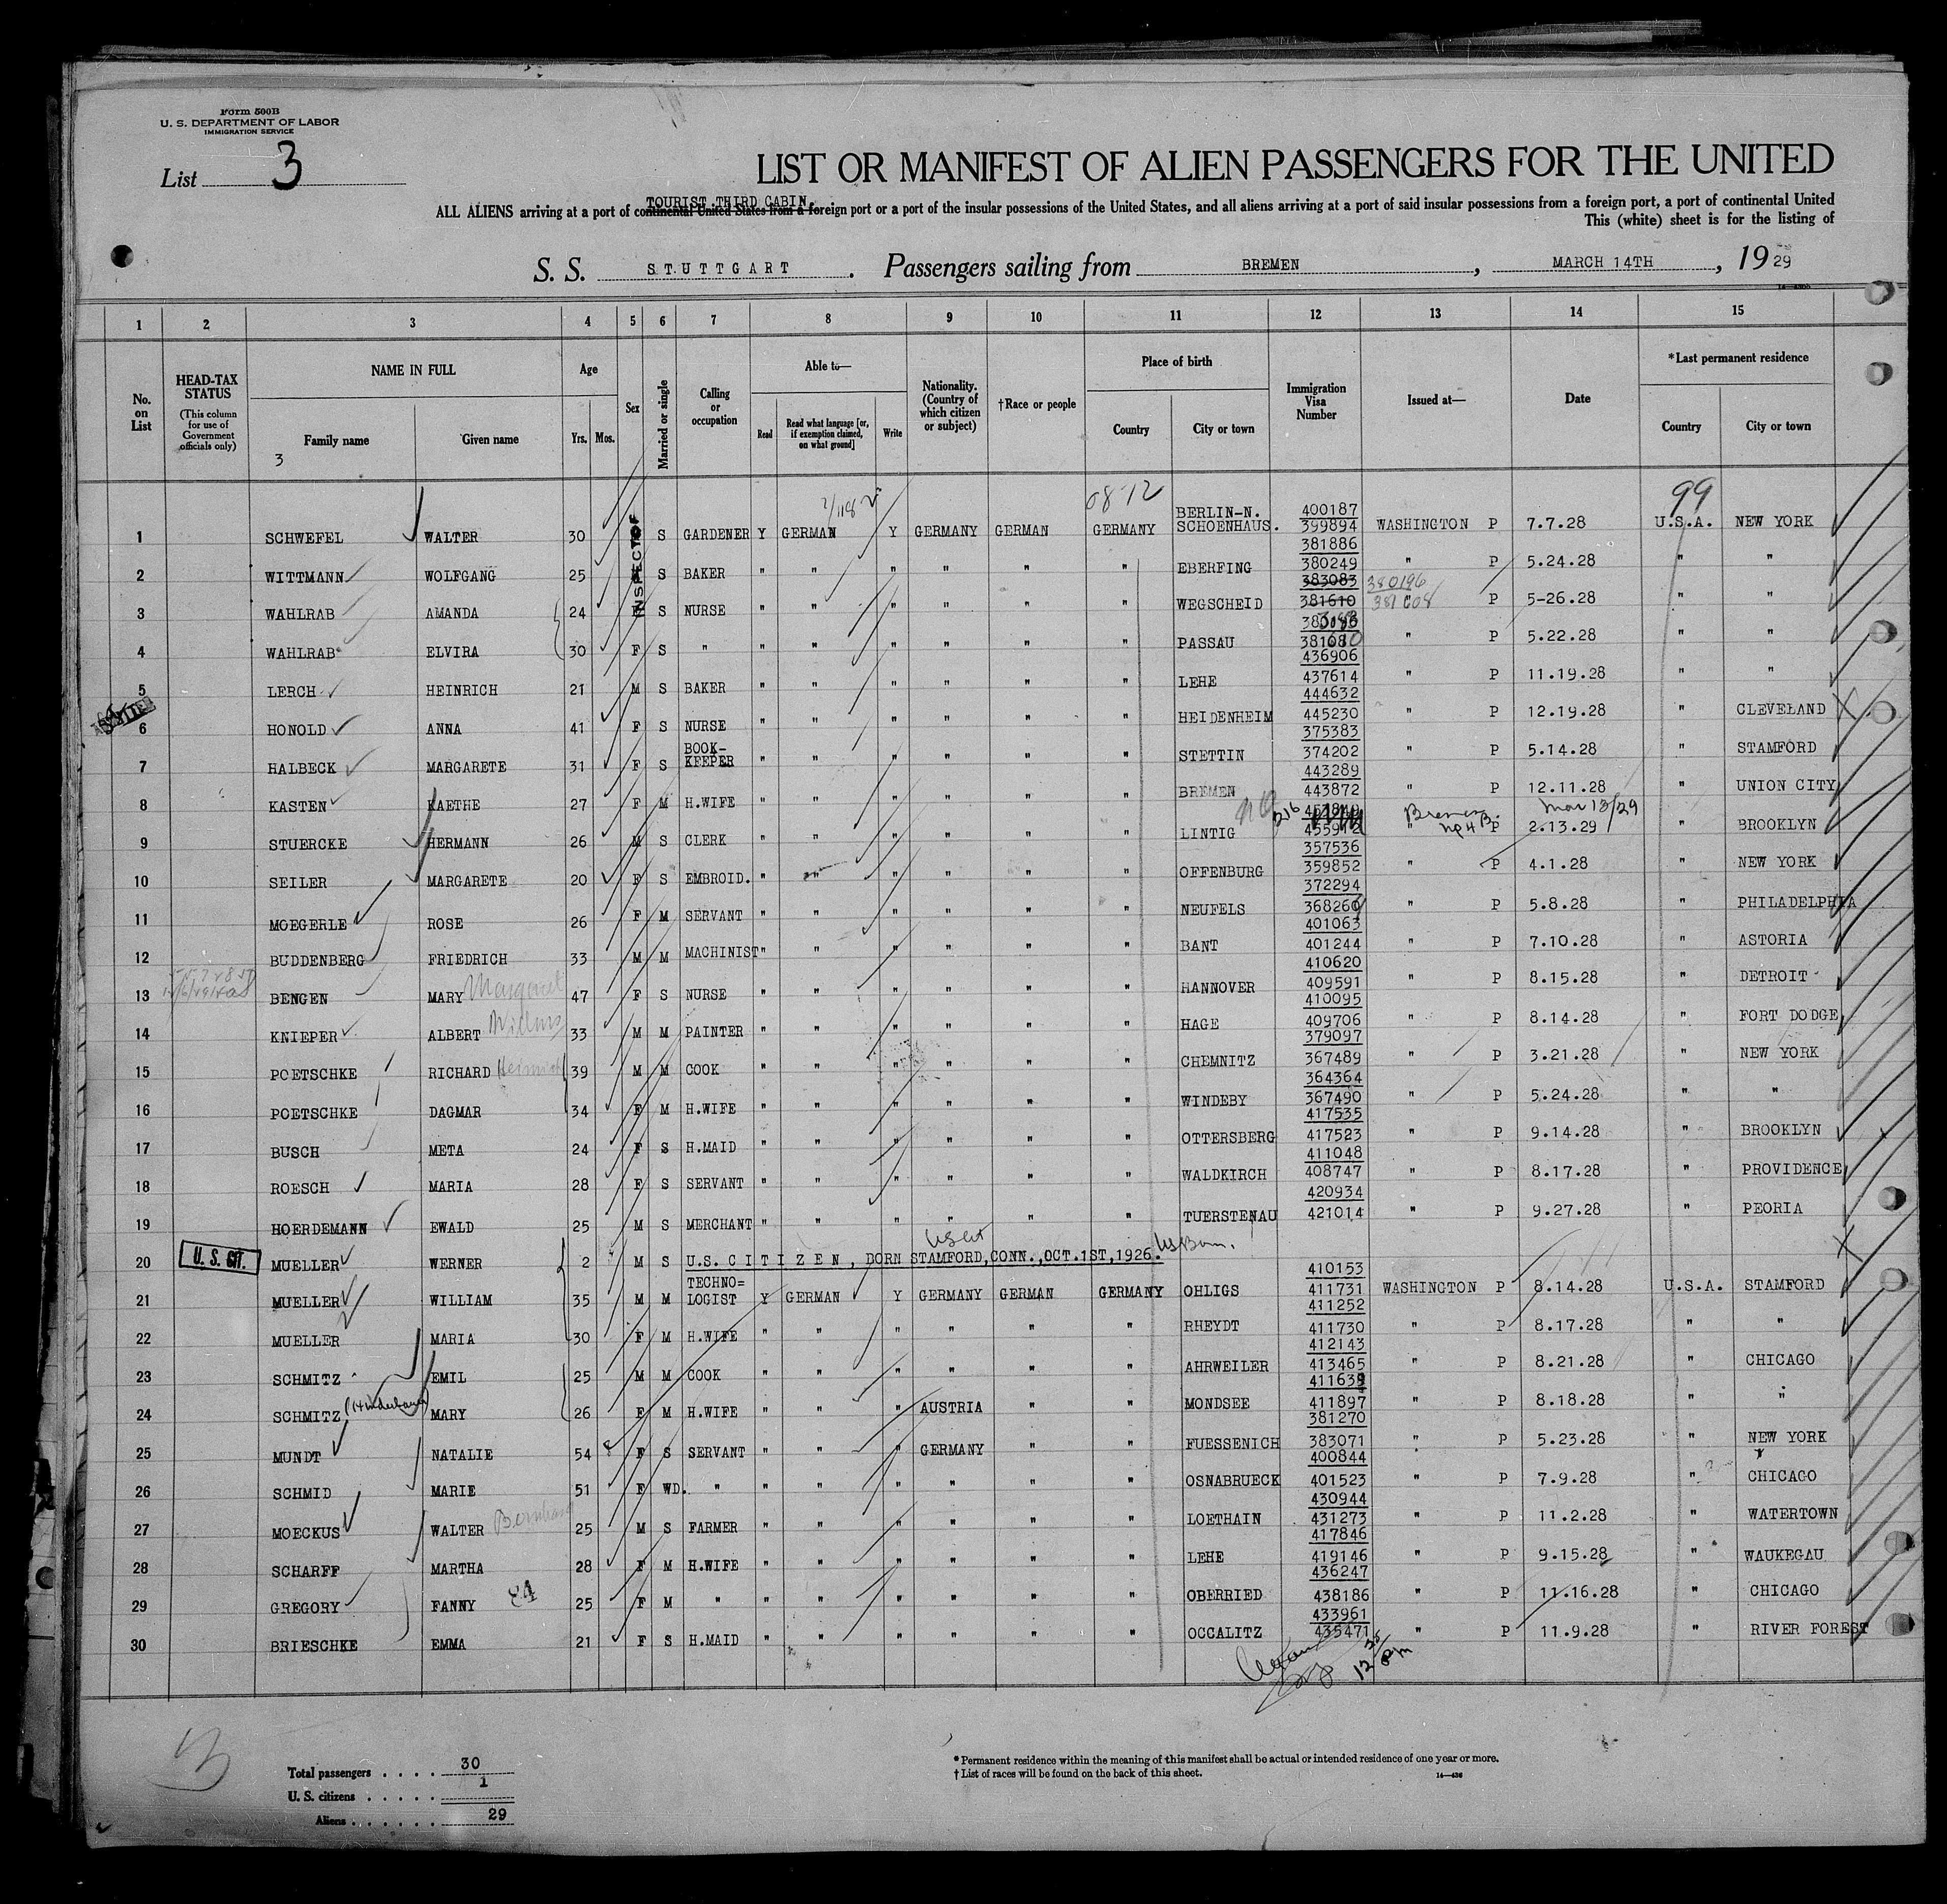 Form 500B
U. S. DEPARTMENT OF LABOR
IMMIGRATION SERVICE
List 3
LIST OR MANIFEST OF ALIEN PASSENGERS FOR THE UNITED
TOURIST THIRD CABIN.
ALL ALIENS arriving at a port of continental United States from a foreign port or a port of the insular possessions of the United States, and all aliens arriving at a port of said insular possessions from a foreign port, a port of continental United
This (white) sheet is for the listing of
S. S. STUTTGART . Passengers sailing from BREMEN , MARCH 14TH , 1929
1 2 3 4 5 6 7 8 9 10 11 12 13 14 15
No. on List
HEAD-TAX STATUS (This column for use of Government officials only)
NAME IN FULL
Family name
Given name
3
Age
Yrs. Mos.
Sex
Married or single
Calling or occupation
Able to—
Read
Read what language [or, if exemption claimed, on what ground]
Write
Nationality. (Country of which citizen or subject)
†Race or people
Place of birth
Country
City or town
Immigration Visa Number
Issued at—
Date
*Last permanent residence
Country
City or town
0872
99
INSPECTOR
1 SCHWEFEL WALTER 30 S GARDENER Y GERMAN Y GERMANY GERMAN GERMANY BERLIN-N. SCHOENHAUS. 400187 399894 WASHINGTON P 7.7.28 U.S.A. NEW YORK
2 WITTMANN WOLFGANG 25 S BAKER " " " " " " EBERFING 381886 380249 " P 5.24.28 " "
3 WAHLRAB AMANDA 24 S NURSE " " " " " " WEGSCHEID 383083 381610 380196 " P 5-26.28 " "
4 WAHLRAB ELVIRA 30 F S " " " " " " " PASSAU " P 5.22.28 " "
5 LERCH HEINRICH 21 M S BAKER " " " " " " LEHE 436906 437614 " P 11.19.28 " "
6 HONOLD ANNA 41 F S NURSE " " " " " " HEIDENHEIM 444632 445230 " P 12.19.28 " CLEVELAND
7 HALBECK MARGARETE 31 F S BOOK-KEEPER " " " " " " STETTIN 375383 374202 " P 5.14.28 " STAMFORD
8 KASTEN KAETHE 27 F M H.WIFE " " " " " " BREMEN 443289 443872 " P 12.11.28 " UNION CITY
9 STUERCKE HERMANN 26 M S CLERK " " " " " " LINTIG 216 Bremen " P 2.13.29 Mar 13/29 " BROOKLYN
10 SEILER MARGARETE 20 F S EMBROID. " " " " " " OFFENBURG 357536 359852 " P 4.1.28 " NEW YORK
11 MOEGERLE ROSE 26 F M SERVANT " " " " " " NEUFELS 372294 " P 5.8.28 " PHILADELPHIA
12 BUDDENBERG FRIEDRICH 33 M M MACHINIST " " " " " " BANT 401063 401244 " P 7.10.28 " ASTORIA
13 BENGEN MARY Margaret 47 F S NURSE " " " " " " HANNOVER 410620 409591 " P 8.15.28 " DETROIT
14 KNIEPER ALBERT 33 M M PAINTER " " " " " " HAGE 410095 409706 " P 8.14.28 " FORT DODGE
15 POETSCHKE RICHARD Heinrich 39 M M COOK " " " " " " CHEMNITZ 379097 367489 " P 3.21.28 " NEW YORK
16 POETSCHKE DAGMAR 34 F M H.WIFE " " " " " " WINDEBY 364364 367490 " P 5.24.28 " "
17 BUSCH META 24 F S H.MAID " " " " " " OTTERSBERG 417535 417523 " P 9.14.28 " BROOKLYN
18 ROESCH MARIA 28 F S SERVANT " " " " " " WALDKIRCH 411048 408747 " P 8.17.28 " PROVIDENCE
19 HOERDEMANN EWALD 25 M S MERCHANT " " " " " " TUERSTENAU 420934 421014 " P 9.27.28 " PEORIA
20 U. S. CIT. MUELLER WERNER 2 M S U.S. CITIZEN, BORN STAMFORD,CONN.,OCT.1ST,1926. US Born.
21 MUELLER WILLIAM 35 M M TECHNO=LOGIST Y GERMAN Y GERMANY GERMAN GERMANY OHLIGS 410153 411731 WASHINGTON P 8.14.28 U.S.A. STAMFORD
22 MUELLER MARIA 30 F M H.WIFE " " " " " " RHEYDT 411252 411730 " P 8.17.28 " "
23 SCHMITZ EMIL 25 M M COOK " " " " " " AHRWEILER 412143 413465 " P 8.21.28 " CHICAGO
24 SCHMITZ MARY 26 F M H.WIFE " " " AUSTRIA " " MONDSEE 411897 " P 8.18.28 " "
25 MUNDT NATALIE 54 F S SERVANT " " " GERMANY " " FUESSENICH 381270 383071 " P 5.23.28 " NEW YORK
26 SCHMID MARIE 51 F WD. " " " " " " " OSNABRUECK 400844 401523 " P 7.9.28 " CHICAGO
27 MOECKUS WALTER Bernhard 25 M S FARMER " " " " " " LOETHAIN 430944 431273 " P 11.2.28 " WATERTOWN
28 SCHARFF MARTHA 28 F M H.WIFE " " " " " " LEHE 417846 419146 " P 9.15.28 " WAUKEGAU
29 GREGORY FANNY 25 F M " " " " " " " OBERRIED 436247 438186 " P 11.16.28 " CHICAGO
30 BRIESCHKE EMMA 21 F S H.MAID " " " " " " OCCALITZ 433961 435471 " P 11.9.28 " RIVER FOREST
3
Total passengers . . . . 30
U. S. citizens . . . . . 1
Aliens . . . . . . 29
* Permanent residence within the meaning of this manifest shall be actual or intended residence of one year or more.
† List of races will be found on the back of this sheet.
14—436